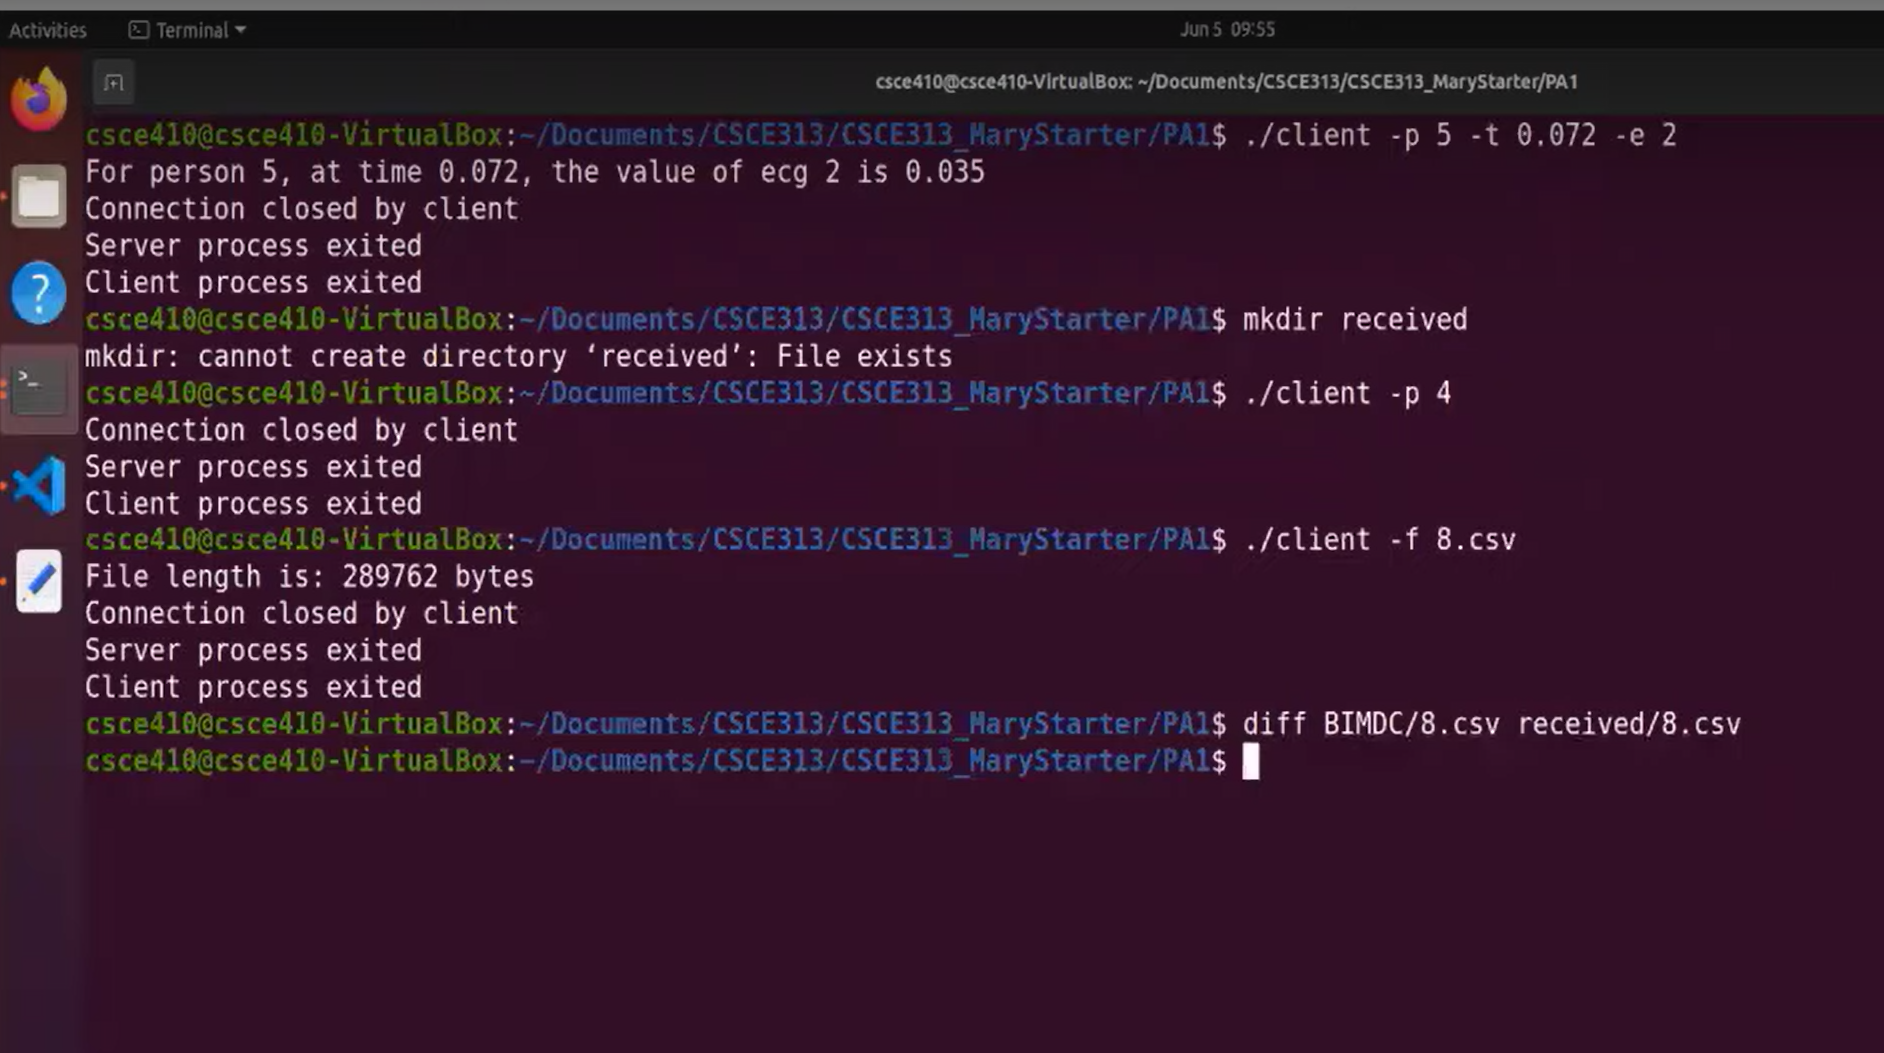 Activities Terminal Jun 5 09:55
csce410@csce410-VirtualBox: ~/Documents/CSCE313/CSCE313_MaryStarter/PA1
csce410@csce410-VirtualBox:~/Documents/CSCE313/CSCE313_MaryStarter/PA1$ ./client -p 5 -t 0.072 -e 2
For person 5, at time 0.072, the value of ecg 2 is 0.035
Connection closed by client
Server process exited
Client process exited
csce410@csce410-VirtualBox:~/Documents/CSCE313/CSCE313_MaryStarter/PA1$ mkdir received
mkdir: cannot create directory ‘received’: File exists
csce410@csce410-VirtualBox:~/Documents/CSCE313/CSCE313_MaryStarter/PA1$ ./client -p 4
Connection closed by client
Server process exited
Client process exited
csce410@csce410-VirtualBox:~/Documents/CSCE313/CSCE313_MaryStarter/PA1$ ./client -f 8.csv
File length is: 289762 bytes
Connection closed by client
Server process exited
Client process exited
csce410@csce410-VirtualBox:~/Documents/CSCE313/CSCE313_MaryStarter/PA1$ diff BIMDC/8.csv received/8.csv
csce410@csce410-VirtualBox:~/Documents/CSCE313/CSCE313_MaryStarter/PA1$